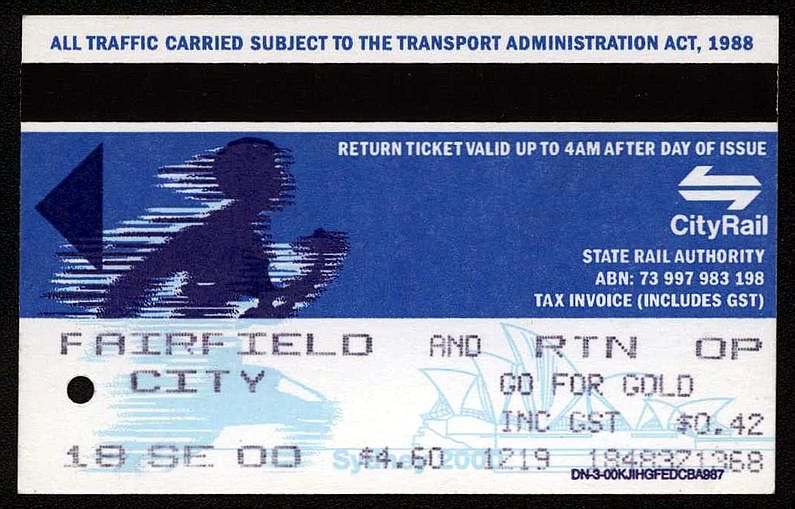 ALL TRAFFIC CARRIED SUBJECT TO THE TRANSPORT ADMINISTRATION ACT, 1988
RETURN TICKET VALID UP TO 4AM AFTER DAY OF ISSUE
CityRail
STATE RAIL AUTHORITY
ABN: 73 997 983 198
TAX INVOICE (INCLUDES GST)
FAIRFIELD AND RTN OP
CITY GO FOR GOLD
INC GST $0.42
18 SE 00 $4.60 1219 1848371368
Sydney 2000
DN-3-00KJIHGFEDCBA987